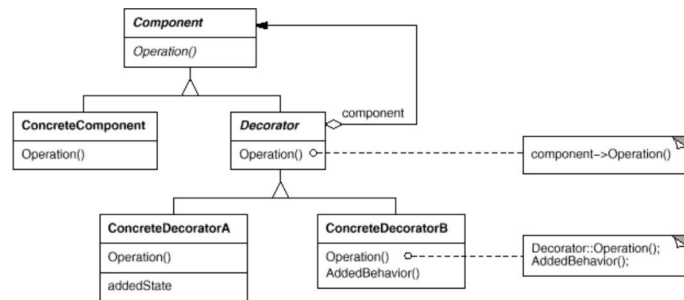 Component
Operation()
component
ConcreteComponent
Operation()
Decorator
Operation()
component->Operation()
ConcreteDecoratorA
Operation()
addedState
ConcreteDecoratorB
Operation()
AddedBehavior()
Decorator::Operation();
AddedBehavior();